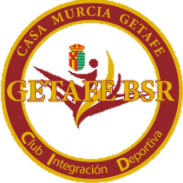 CASA MURCIA GETAFE
GETAFE BSR
Club Integración Deportiva